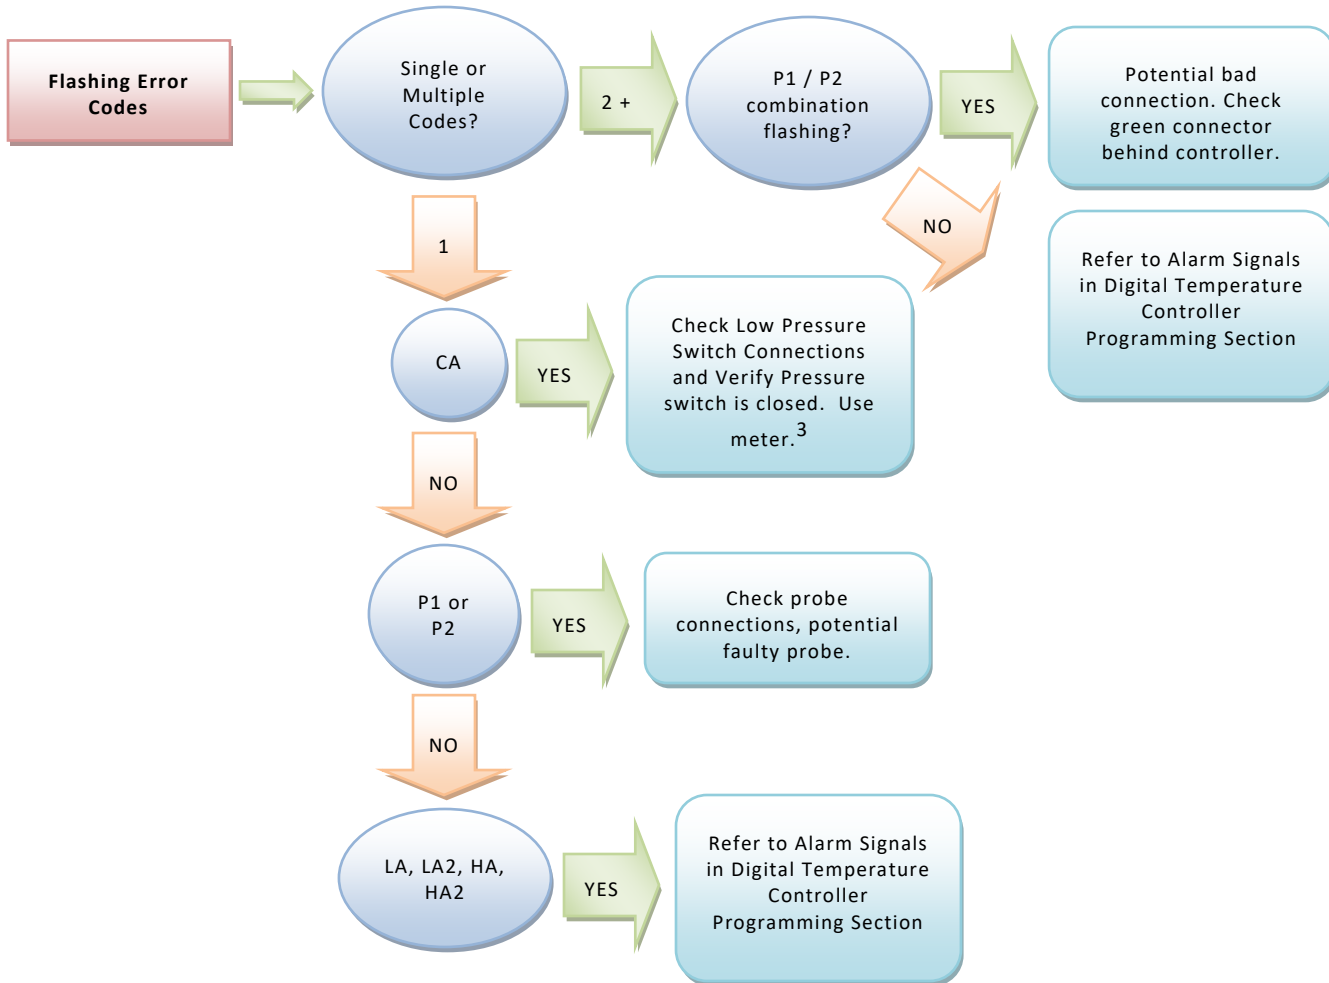 Flashing Error
Codes
Single or
Multiple
Codes?
2 +
P1 / P2
combination
flashing?
YES
Potential bad
connection. Check
green connector
behind controller.
NO
Refer to Alarm Signals
in Digital Temperature
Controller
Programming Section
1
CA
YES
Check Low Pressure
Switch Connections
and Verify Pressure
switch is closed.  Use
meter.3
NO
P1 or
P2
YES
Check probe
connections, potential
faulty probe.
NO
LA, LA2, HA,
HA2
YES
Refer to Alarm Signals
in Digital Temperature
Controller
Programming Section